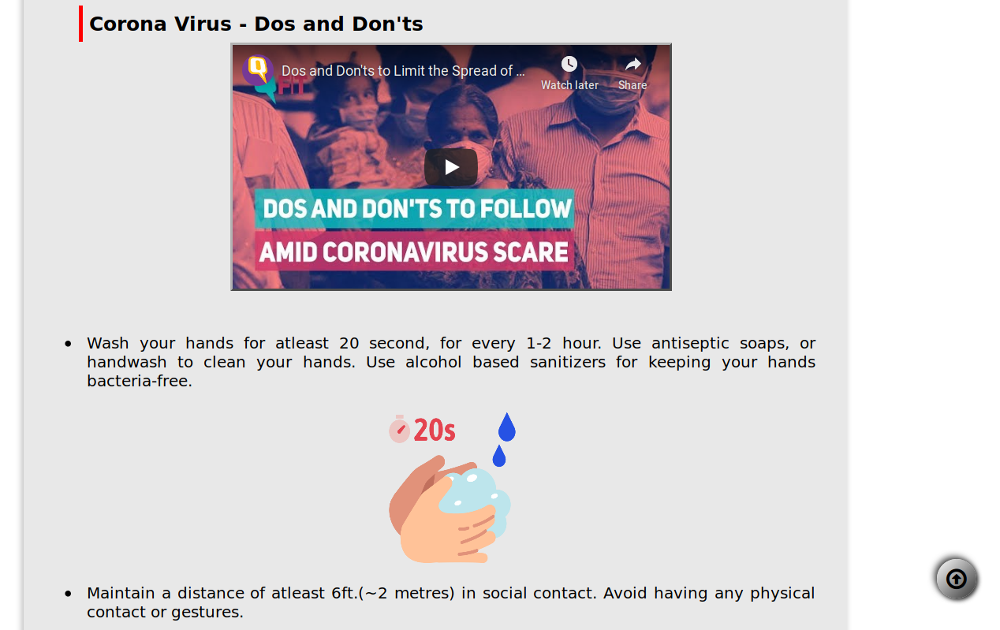 Corona Virus - Dos and Don'ts
Dos and Don'ts to Limit the Spread of ...
Watch later
Share
FIT
DOS AND DON'TS TO FOLLOW
AMID CORONAVIRUS SCARE
Wash your hands for atleast 20 second, for every 1-2 hour. Use antiseptic soaps, or
handwash to clean your hands. Use alcohol based sanitizers for keeping your hands
bacteria-free.
20s
Maintain a distance of atleast 6ft.(~2 metres) in social contact. Avoid having any physical
contact or gestures.